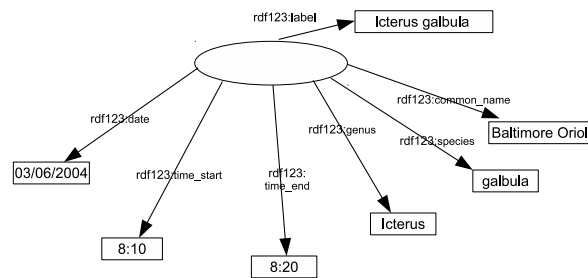 rdf123:label
Icterus galbula
rdf123:common_name
rdf123:date
rdf123:genus
Baltimore Oriol
rdf123:species
03/06/2004
rdf123:time_start
rdf123:
time_end
galbula
Icterus
8:10
8:20